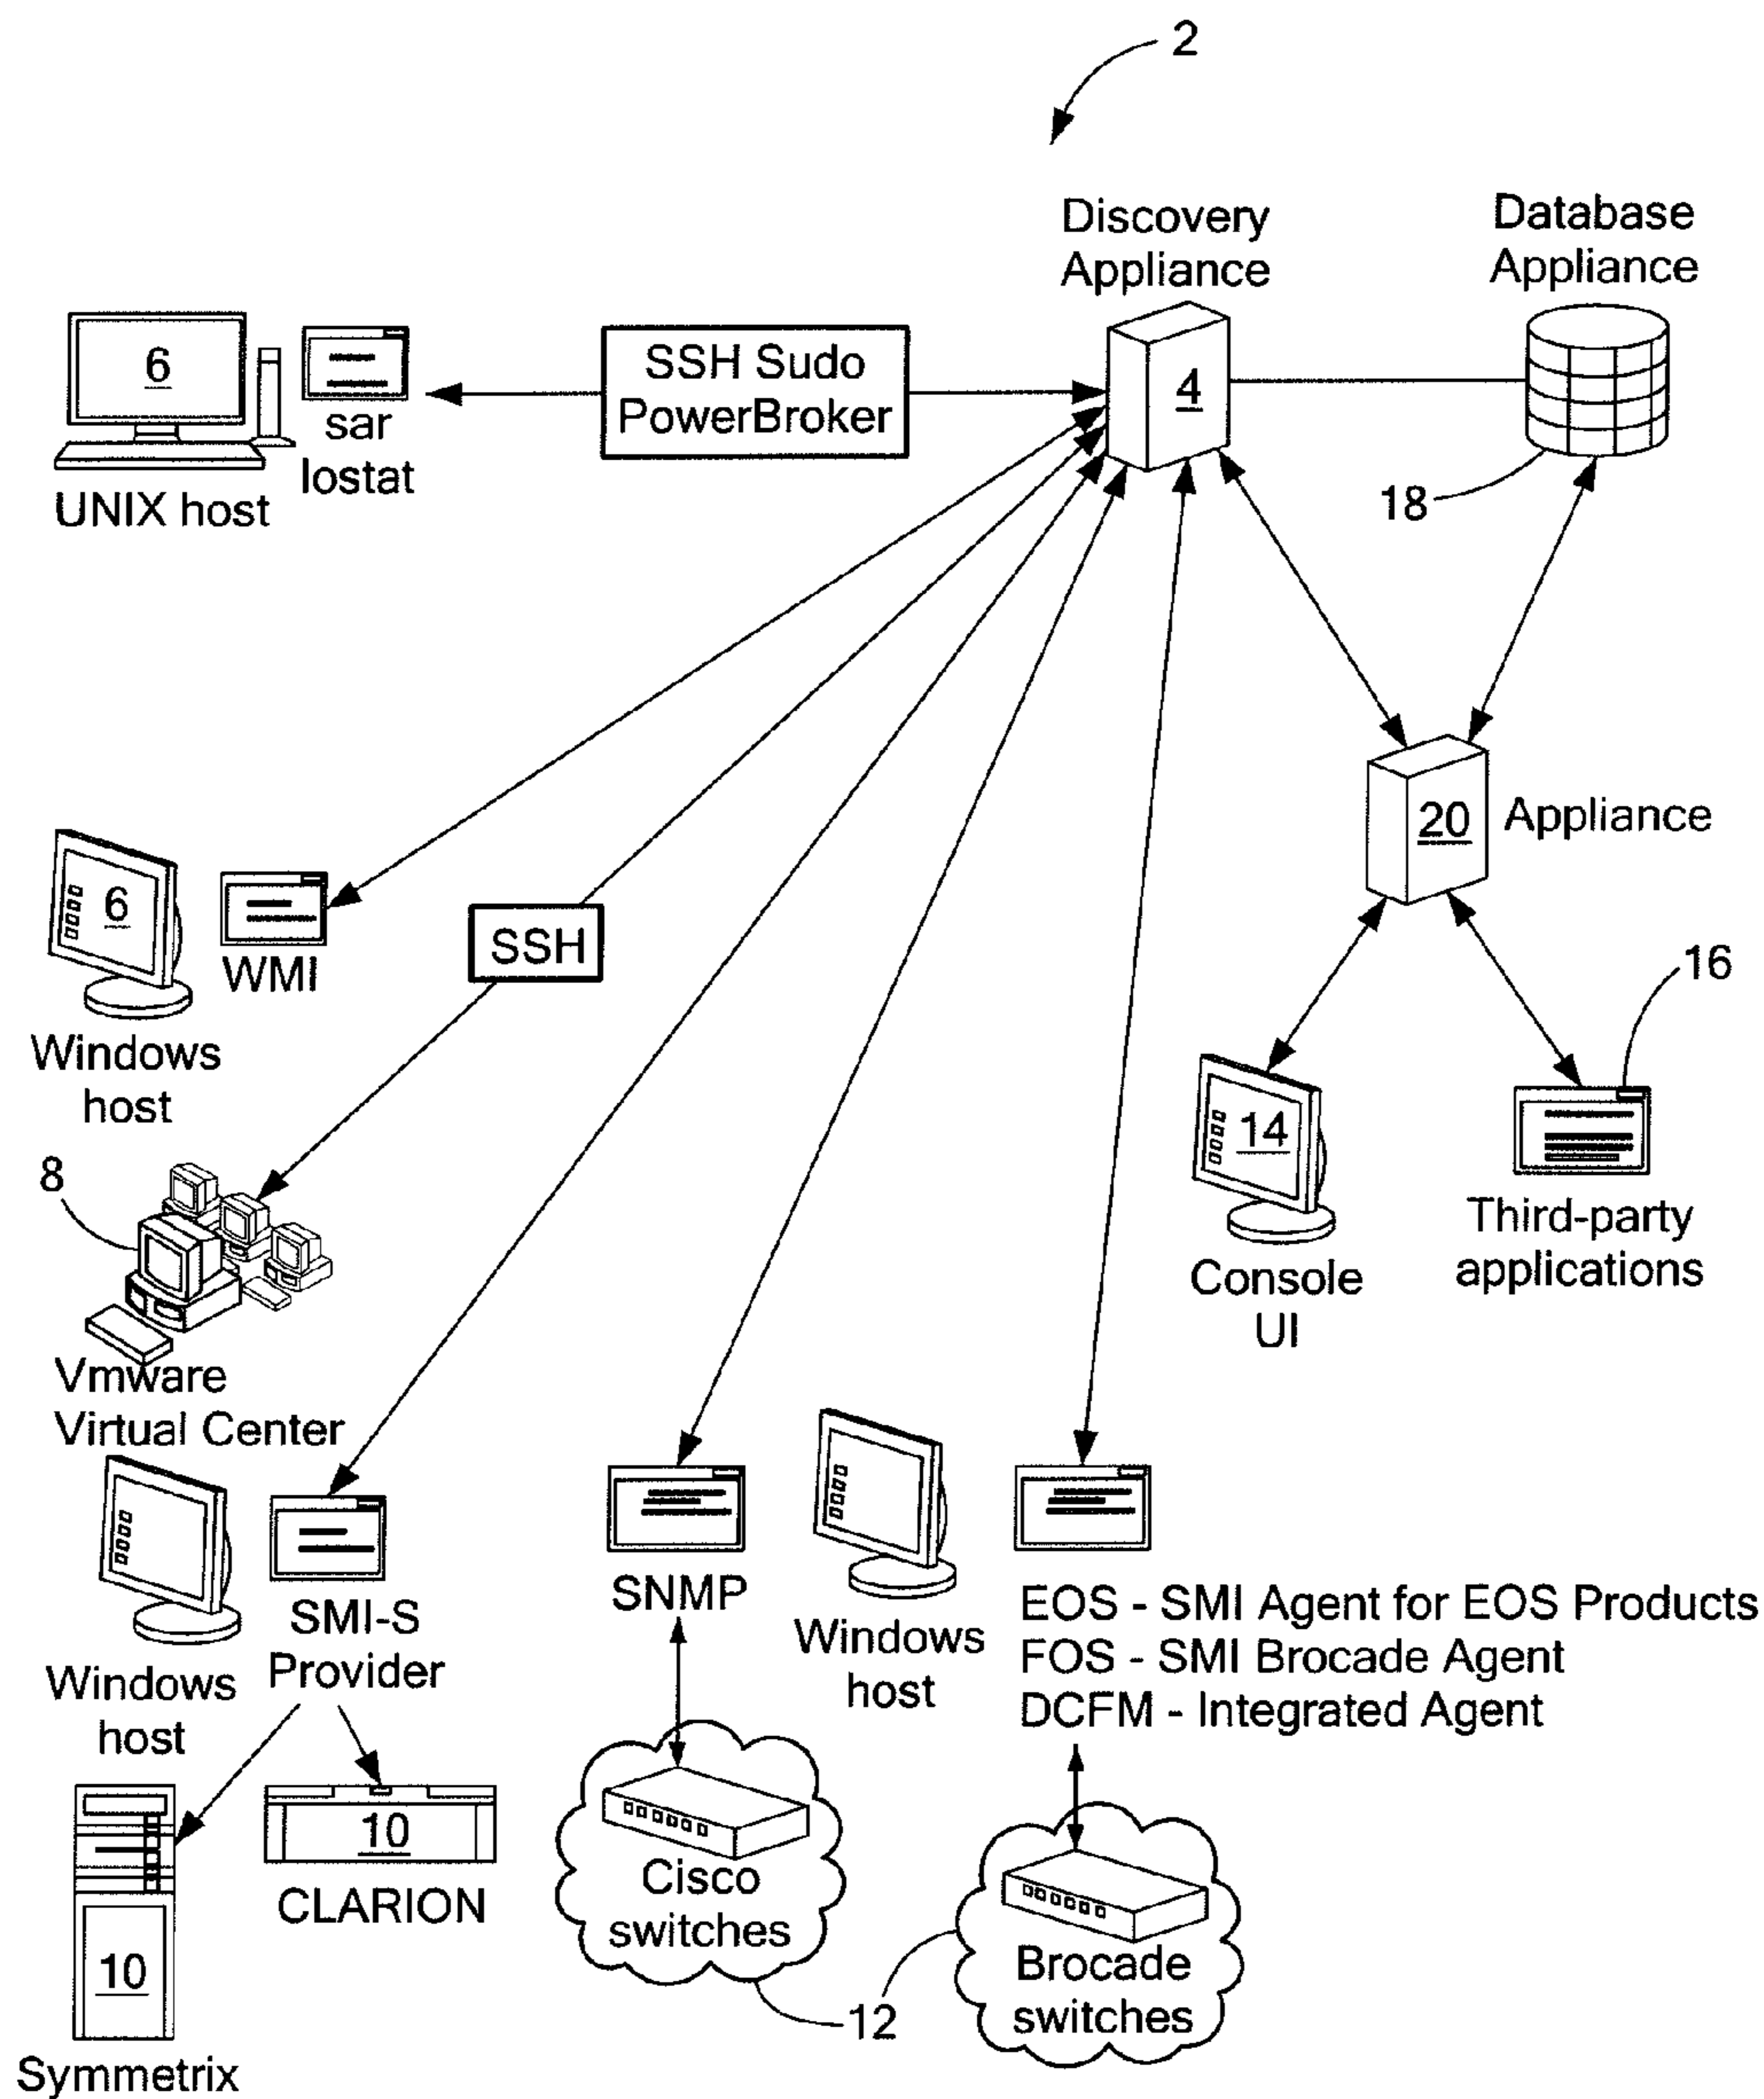 2
Discovery
Appliance
Database
Appliance
6
sar
Iostat
UNIX host
SSH Sudo
PowerBroker
4
18
20
Appliance
6
WMI
Windows
host
SSH
16
14
Console
UI
Third-party
applications
8
Vmware
Virtual Center
Windows
host
SMI-S
Provider
SNMP
Windows
host
EOS - SMI Agent for EOS Products
FOS - SMI Brocade Agent
DCFM - Integrated Agent
10
Symmetrix
10
CLARION
Cisco
switches
12
Brocade
switches